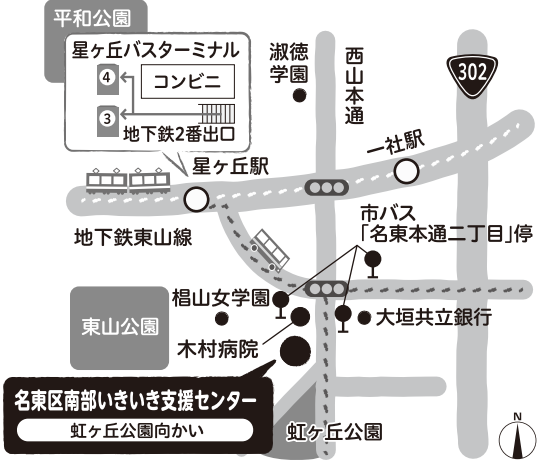 平和公園
星ヶ丘バスターミナル
4
コンビニ
3
地下鉄2番出口
淑徳
学園
西山本通
302
一社駅
星ヶ丘駅
地下鉄東山線
市バス
「名東本通二丁目」停
椙山女学園
大垣共立銀行
東山公園
木村病院
名東区南部いきいき支援センター
虹ヶ丘公園向かい
虹ヶ丘公園
N